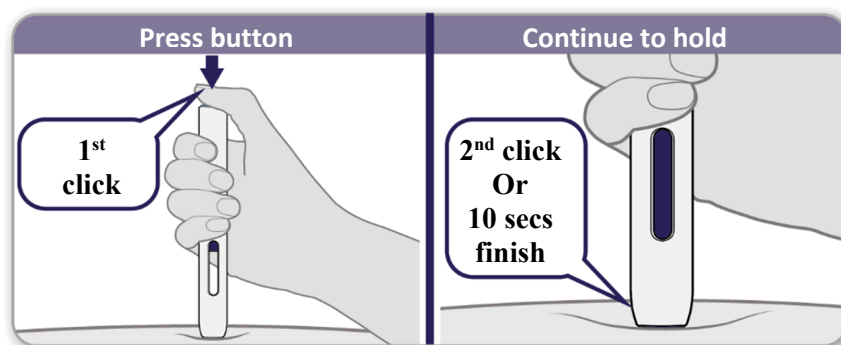 Press button
Continue to hold
1st
click
2nd click
Or
10 secs
finish